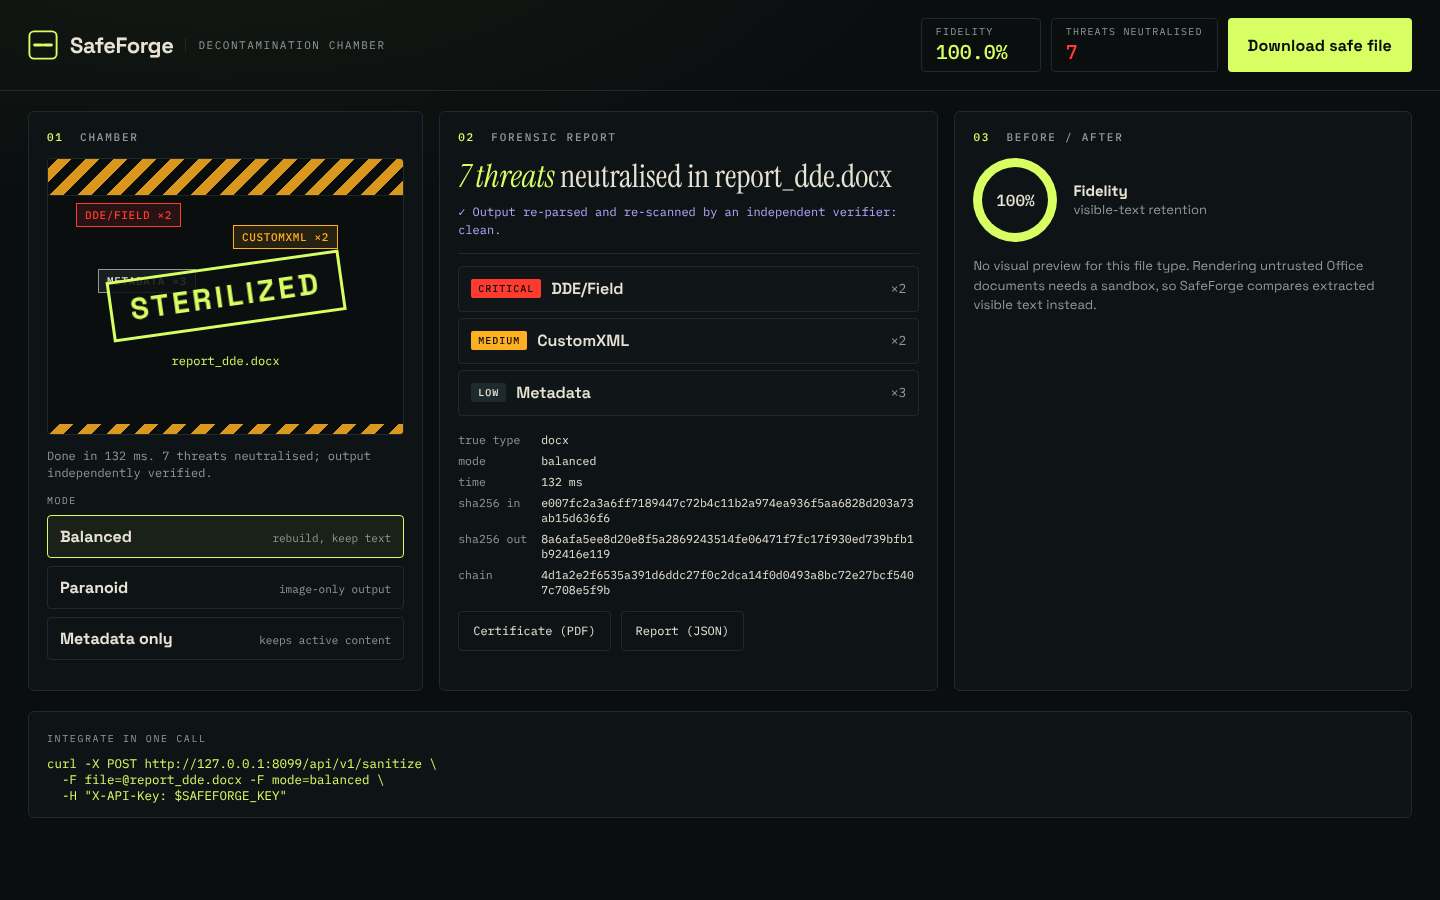 SafeForge
DECONTAMINATION CHAMBER
FIDELITY
100.0%
THREATS NEUTRALISED
7
Download safe file
01 CHAMBER
DDE/FIELD ×2
CUSTOMXML ×2
METADATA ×3
STERILIZED
report_dde.docx
Done in 132 ms. 7 threats neutralised; output
independently verified.
MODE
Balanced rebuild, keep text
Paranoid image-only output
Metadata only keeps active content
02 FORENSIC REPORT
7 threats neutralised in report_dde.docx
✓ Output re-parsed and re-scanned by an independent verifier:
clean.
CRITICAL DDE/Field ×2
MEDIUM CustomXML ×2
LOW Metadata ×3
true type docx
mode balanced
time 132 ms
sha256 in e007fc2a3a6ff7189447c72b4c11b2a974ea936f5aa6828d203a73
ab15d636f6
sha256 out 8a6afa5ee8d20e8f5a2869243514fe06471f7fc17f930ed739bfb1
b92416e119
chain 4d1a2e2f6535a391d6ddc27f0c2dca14f0d0493a8bc72e27bcf540
7c708e5f9b
Certificate (PDF)
Report (JSON)
03 BEFORE / AFTER
100%
Fidelity
visible-text retention
No visual preview for this file type. Rendering untrusted Office
documents needs a sandbox, so SafeForge compares extracted
visible text instead.
INTEGRATE IN ONE CALL
curl -X POST http://127.0.0.1:8099/api/v1/sanitize \
-F file=@report_dde.docx -F mode=balanced \
-H "X-API-Key: $SAFEFORGE_KEY"